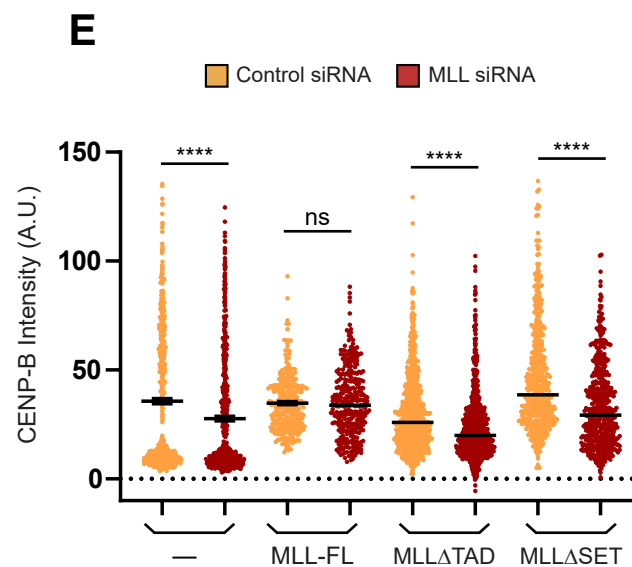 E
Control siRNA MLL siRNA
CENP-B Intensity (A.U.)
150
100
50
0
**** ns **** ****
— MLL-FL MLLΔTAD MLLΔSET